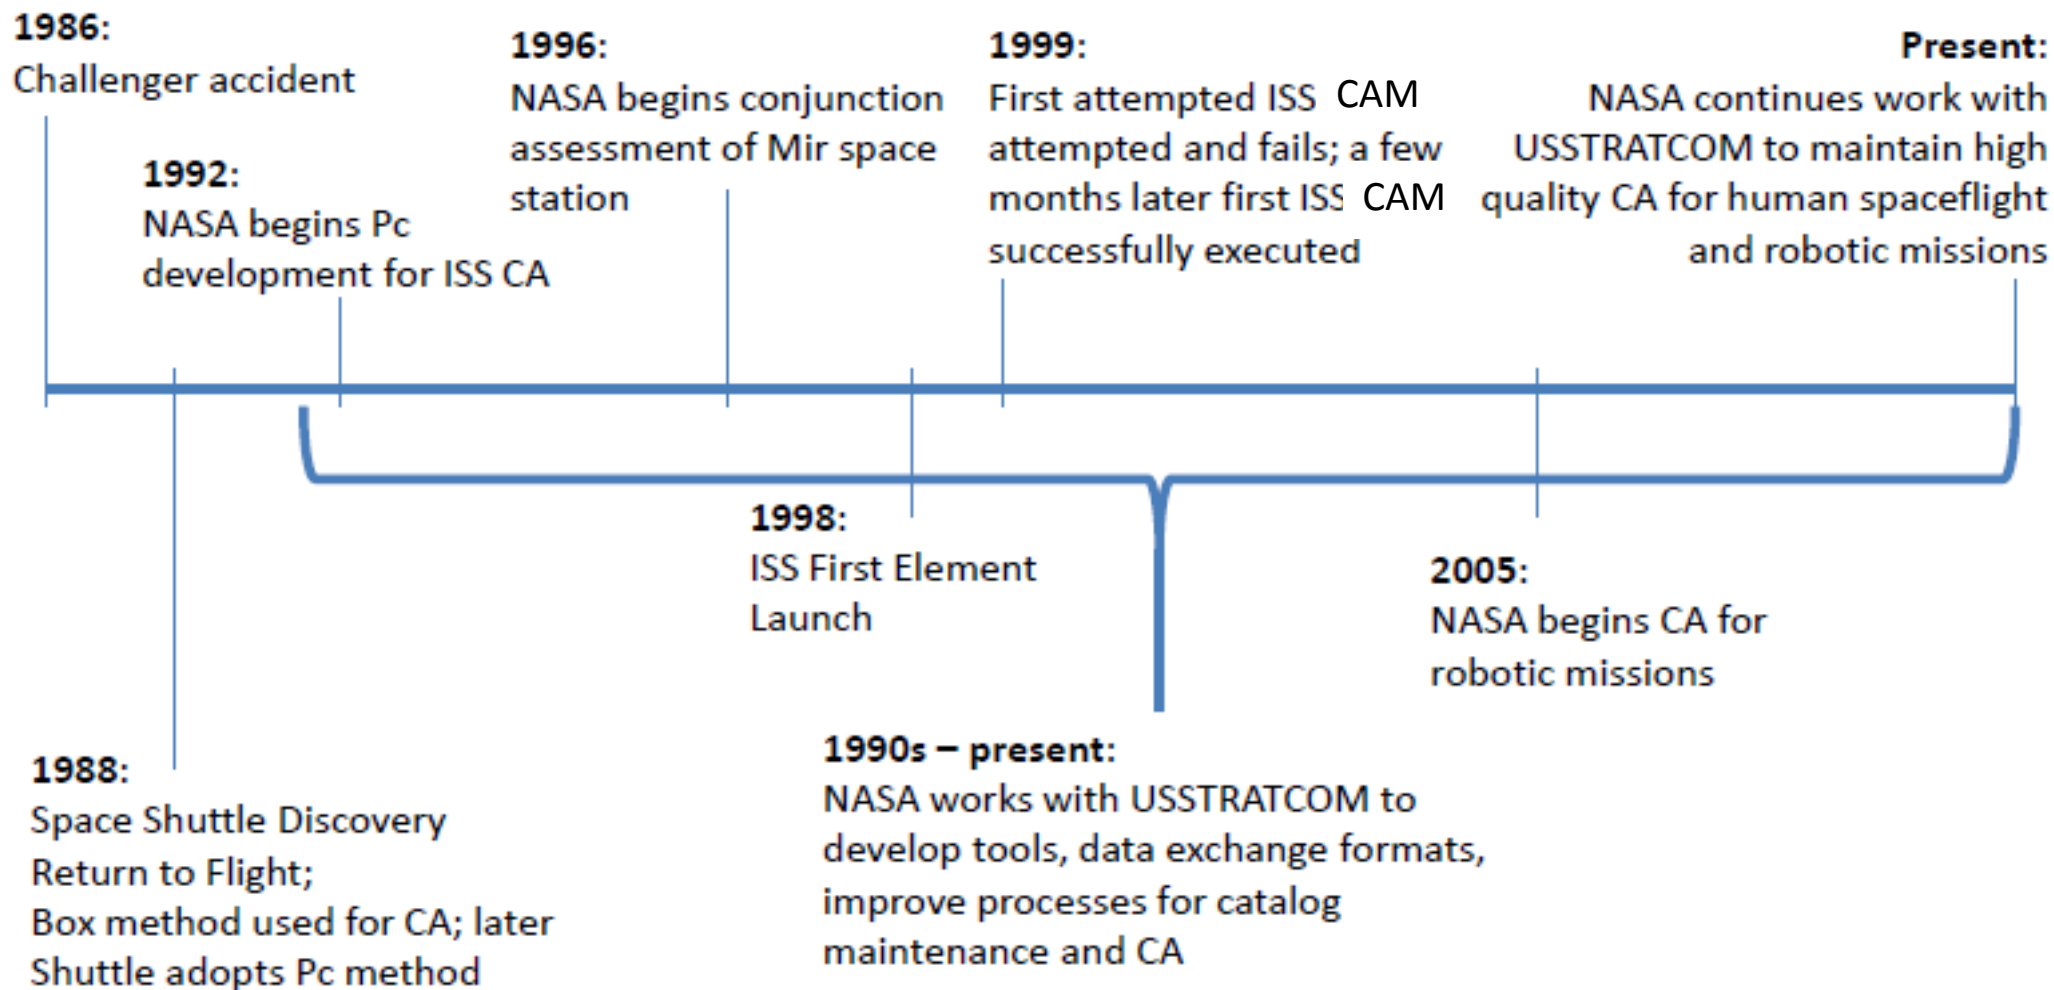 1986:
Challenger accident
1992:
NASA begins Pc
development for ISS CA
1996:
NASA begins conjunction
assessment of Mir space
station
1999:
First attempted ISS CAM
attempted and fails; a few
months later first ISS CAM
successfully executed
Present:
NASA continues work with
USSTRATCOM to maintain high
quality CA for human spaceflight
and robotic missions
1988:
Space Shuttle Discovery
Return to Flight;
Box method used for CA; later
Shuttle adopts Pc method
1998:
ISS First Element
Launch
1990s – present:
NASA works with USSTRATCOM to
develop tools, data exchange formats,
improve processes for catalog
maintenance and CA
2005:
NASA begins CA for
robotic missions